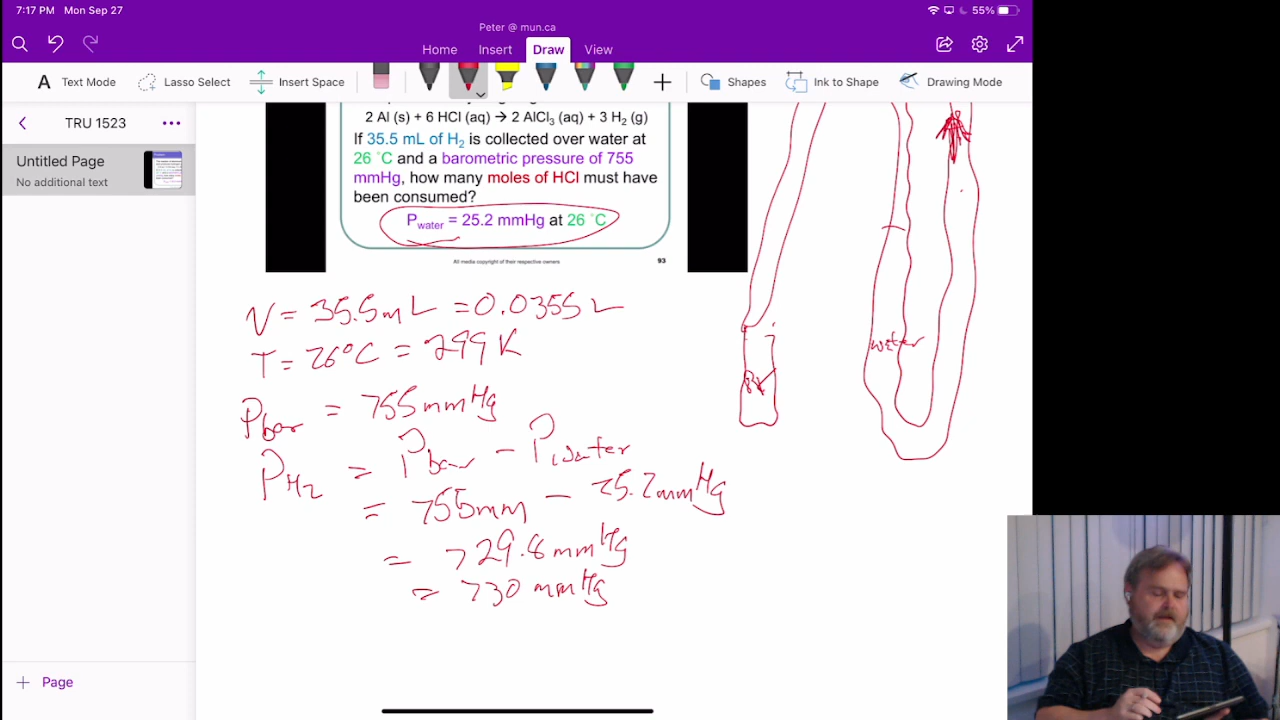 7:17 PM Mon Sep 27
55%
Peter @ mun.ca
Home Insert Draw View
A Text Mode Lasso Select Insert Space Shapes Ink to Shape Drawing Mode
TRU 1523
Untitled Page
No additional text
2 Al (s) + 6 HCl (aq) → 2 AlCl3 (aq) + 3 H2 (g)
If 35.5 mL of H2 is collected over water at
26 °C and a barometric pressure of 755
mmHg, how many moles of HCl must have
been consumed?
Pwater = 25.2 mmHg at 26 °C
All media copyright of their respective owners
93
V = 35.5 mL = 0.0355 L
T = 26°C = 299 K
Pbar = 755 mmHg
PH2 = Pbar - Pwater
= 755mm - 25.2 mmHg
= 729.8 mmHg
= 730 mmHg
water
Page